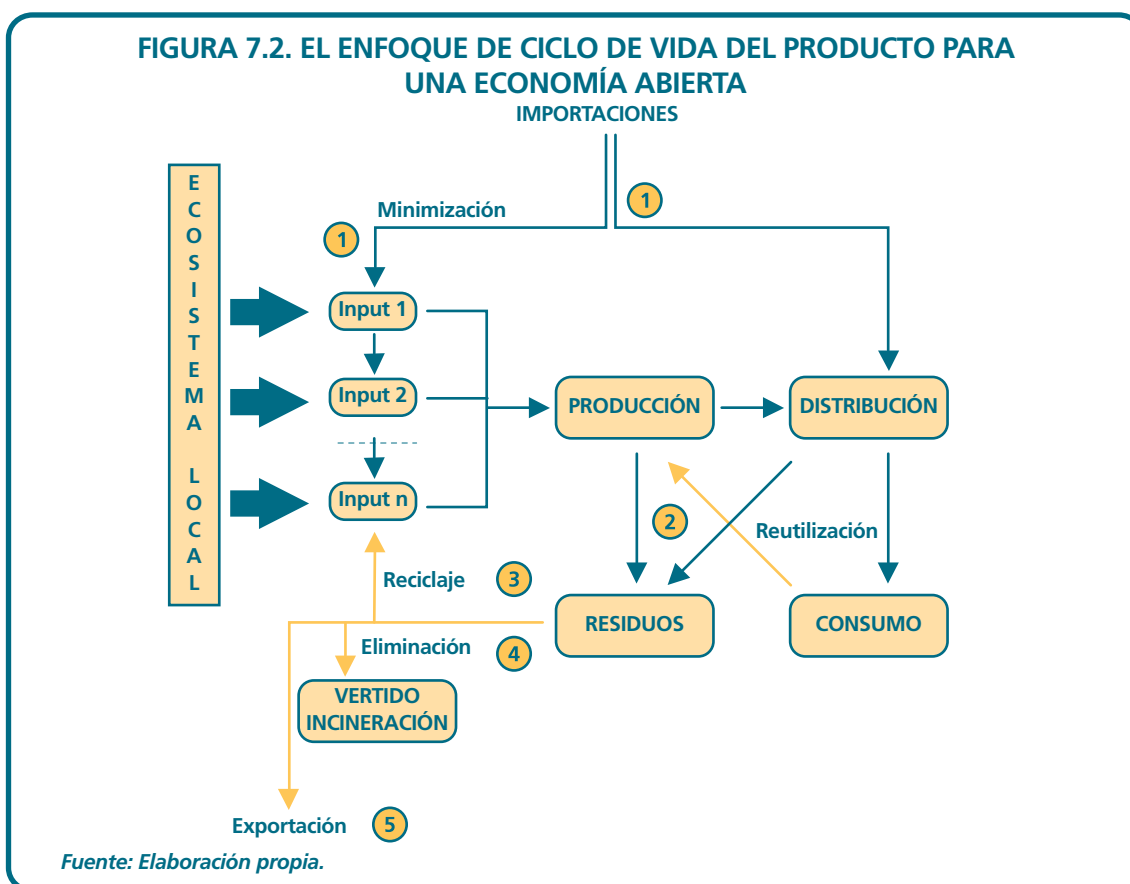 FIGURA 7.2. EL ENFOQUE DE CICLO DE VIDA DEL PRODUCTO PARA
UNA ECONOMÍA ABIERTA
IMPORTACIONES
ECOSISTEMA LOCAL
Minimización
1
1
Input 1
Input 2
Input n
PRODUCCIÓN
DISTRIBUCIÓN
2
Reutilización
Reciclaje
3
RESIDUOS
CONSUMO
Eliminación
4
VERTIDO
INCINERACIÓN
Exportación
5
Fuente: Elaboración propia.